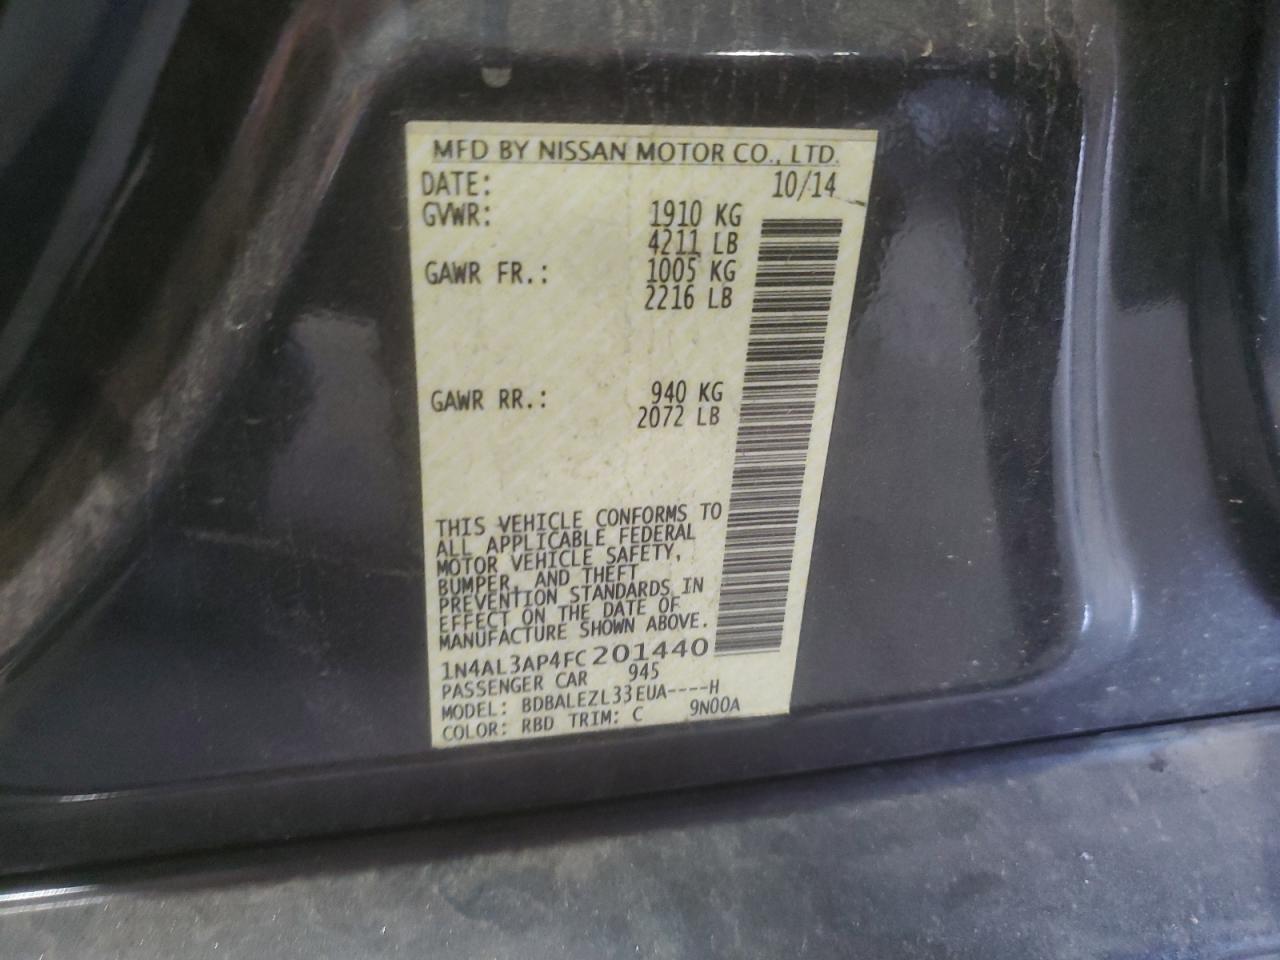 MFD BY NISSAN MOTOR CO., LTD.
DATE: 10/14
GVWR: 1910 KG
4211 LB
GAWR FR.: 1005 KG
2216 LB
GAWR RR.: 940 KG
2072 LB
THIS VEHICLE CONFORMS TO
ALL APPLICABLE FEDERAL
MOTOR VEHICLE SAFETY,
BUMPER, AND THEFT
PREVENTION STANDARDS IN
EFFECT ON THE DATE OF
MANUFACTURE SHOWN ABOVE.
1N4AL3AP4FC201440
PASSENGER CAR 945
MODEL: BDBALEZL33EUA----H
COLOR: RBD TRIM: C 9N00A